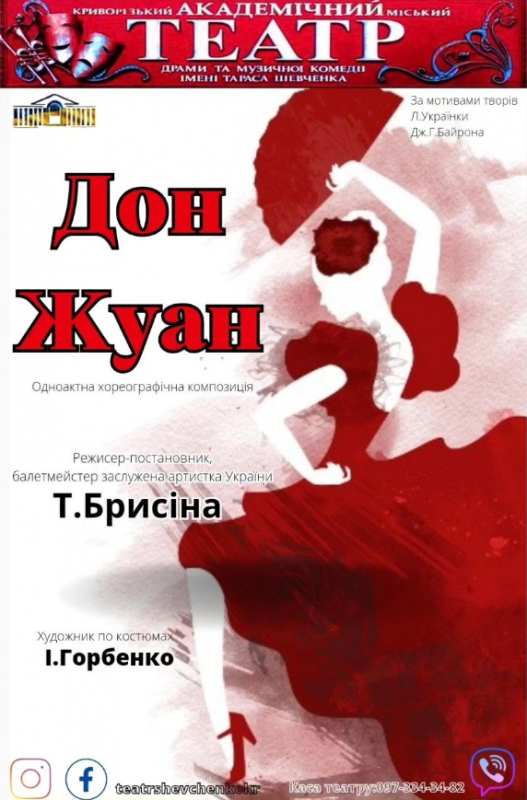 КРИВОРІЗЬКИЙ АКАДЕМІЧНИЙ МІСЬКИЙ
ТЕАТР
ДРАМИ ТА МУЗИЧНОЇ КОМЕДІЇ
ІМЕНІ ТАРАСА ШЕВЧЕНКА
За мотивами творів
Л.Українки
Дж.Г.Байрона
Дон
Жуан
Одноактна хореографічна композиція
Режисер-постановник,
балетмейстер заслужена артистка України
Т.Брисіна
Художник по костюмах
І.Горбенко
teatrshevchenkokr Каса театру:097-334-34-82